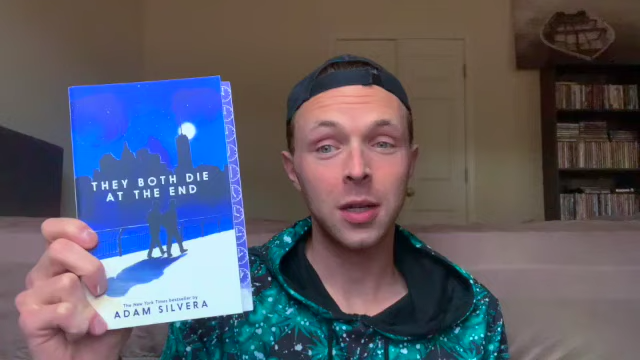 THEY BOTH DIE
AT THE END
The New York Times bestseller by
ADAM SILVERA